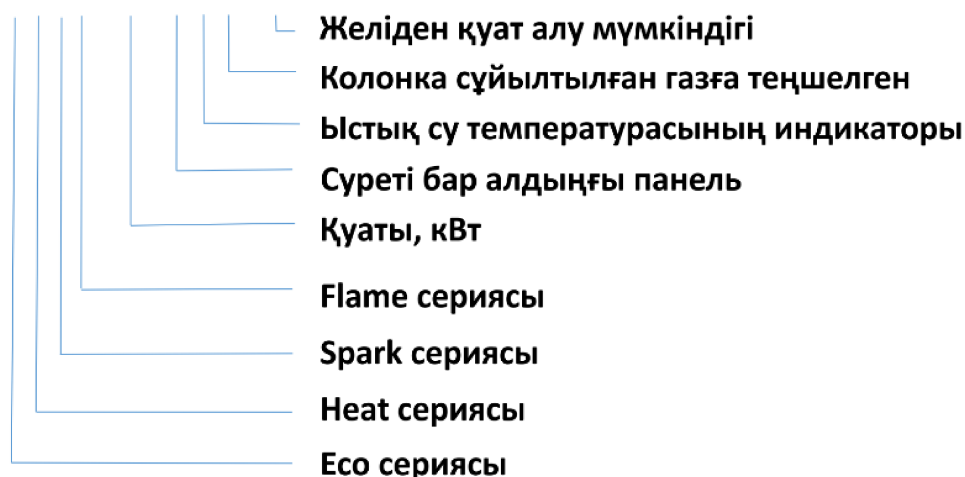 Желіден қуат алу мүмкіндігі
Колонка сұйылтылған газға теңшелген
Ыстық су температурасының индикаторы
Суреті бар алдыңғы панель
Қуаты, кВт
Flame сериясы
Spark сериясы
Heat сериясы
Eco сериясы